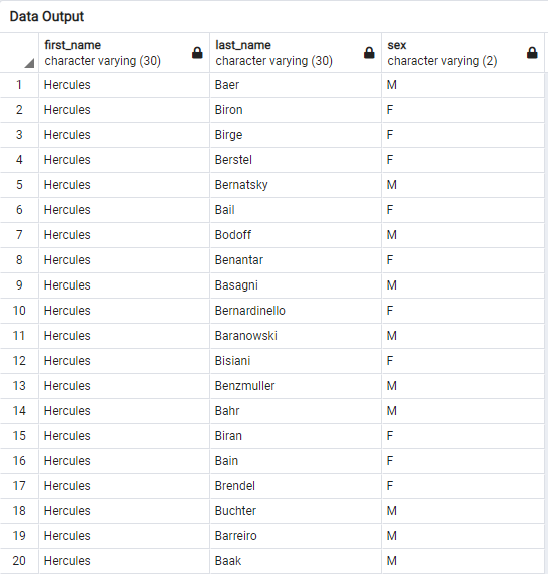 Data Output
first_name last_name sex
character varying (30) character varying (30) character varying (2)
1 Hercules Baer M
2 Hercules Biron F
3 Hercules Birge F
4 Hercules Berstel F
5 Hercules Bernatsky M
6 Hercules Bail F
7 Hercules Bodoff M
8 Hercules Benantar F
9 Hercules Basagni M
10 Hercules Bernardinello F
11 Hercules Baranowski M
12 Hercules Bisiani F
13 Hercules Benzmuller M
14 Hercules Bahr M
15 Hercules Biran F
16 Hercules Bain F
17 Hercules Brendel F
18 Hercules Buchter M
19 Hercules Barreiro M
20 Hercules Baak M